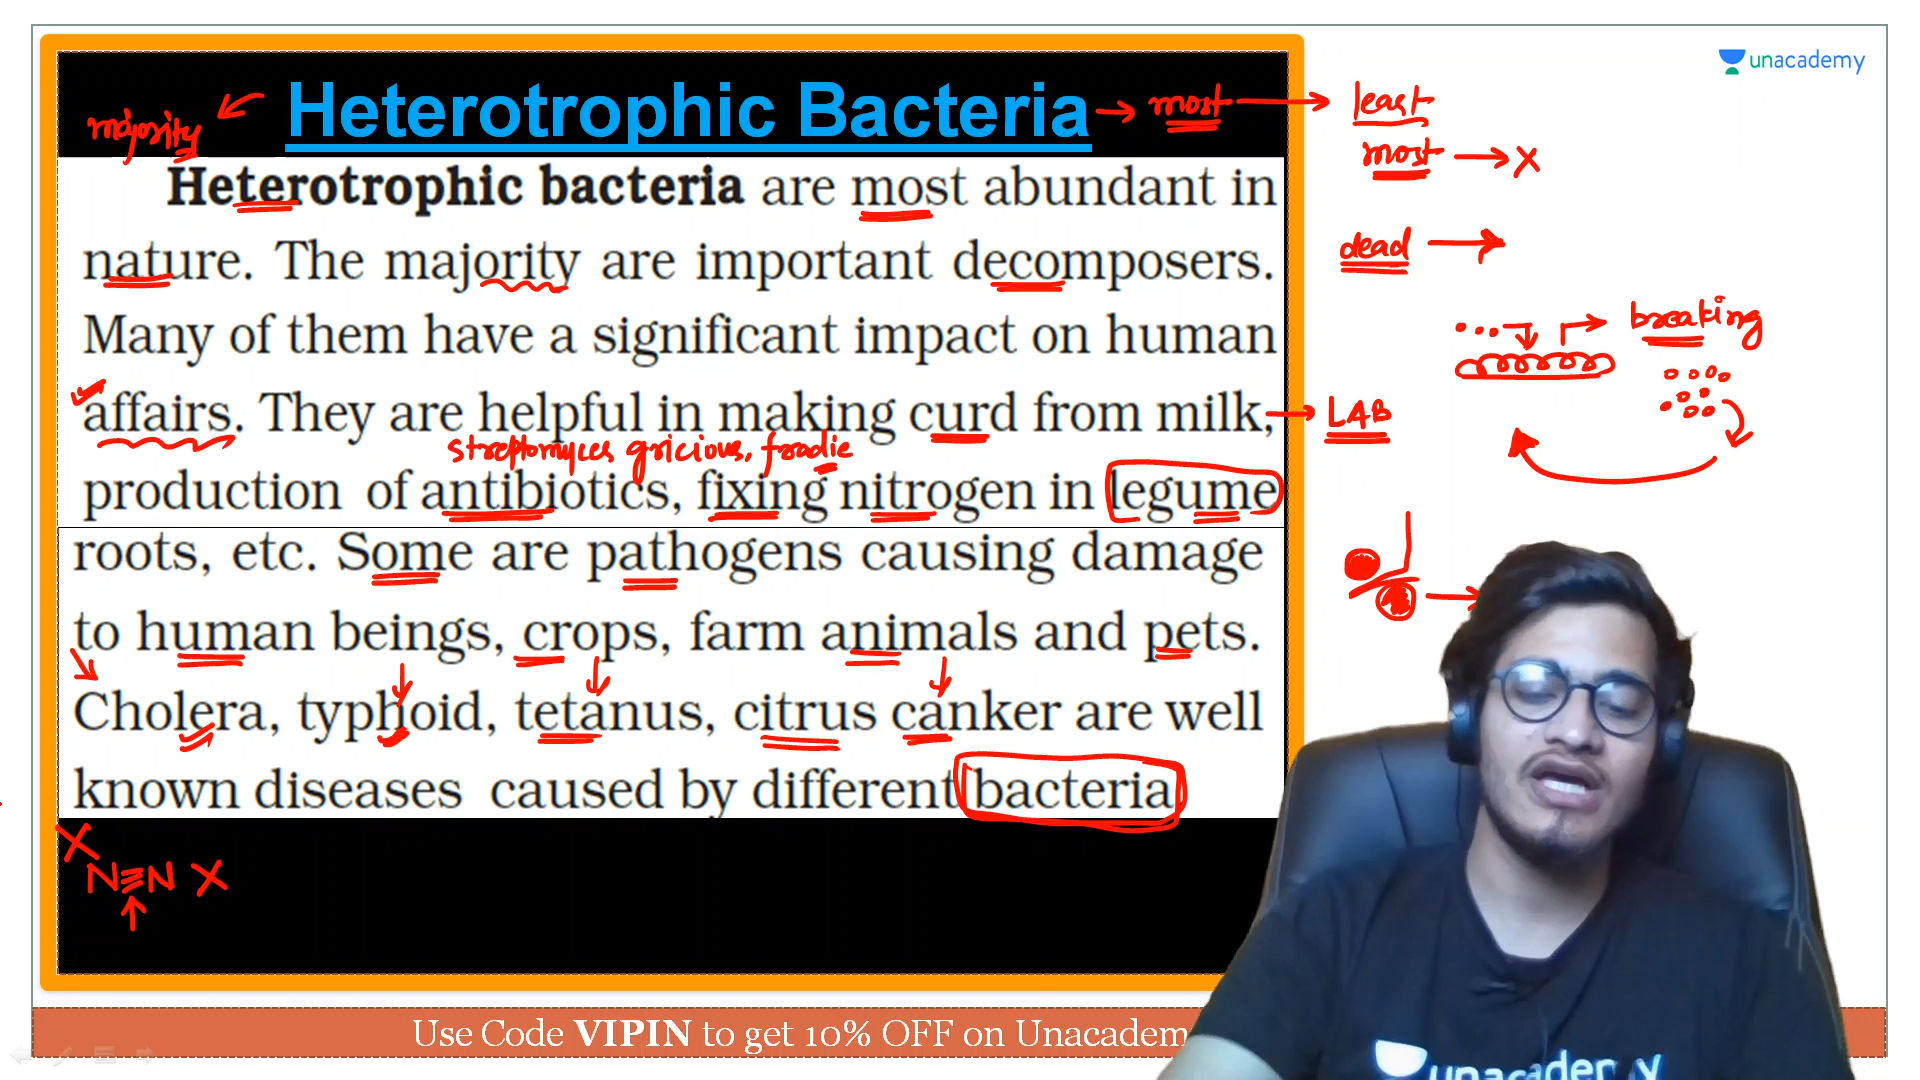 Heterotrophic Bacteria
majority
most
least
most → X
unacademy
Heterotrophic bacteria are most abundant in
nature. The majority are important decomposers.
Many of them have a significant impact on human
affairs. They are helpful in making curd from milk,
streptomyces gricious, fradie
production of antibiotics, fixing nitrogen in legume
roots, etc. Some are pathogens causing damage
to human beings, crops, farm animals and pets.
Cholera, typhoid, tetanus, citrus canker are well
known diseases caused by different bacteria
dead
breaking
LAB
X
N≡N X
Use Code VIPIN to get 10% OFF on Unacadem
unacademy